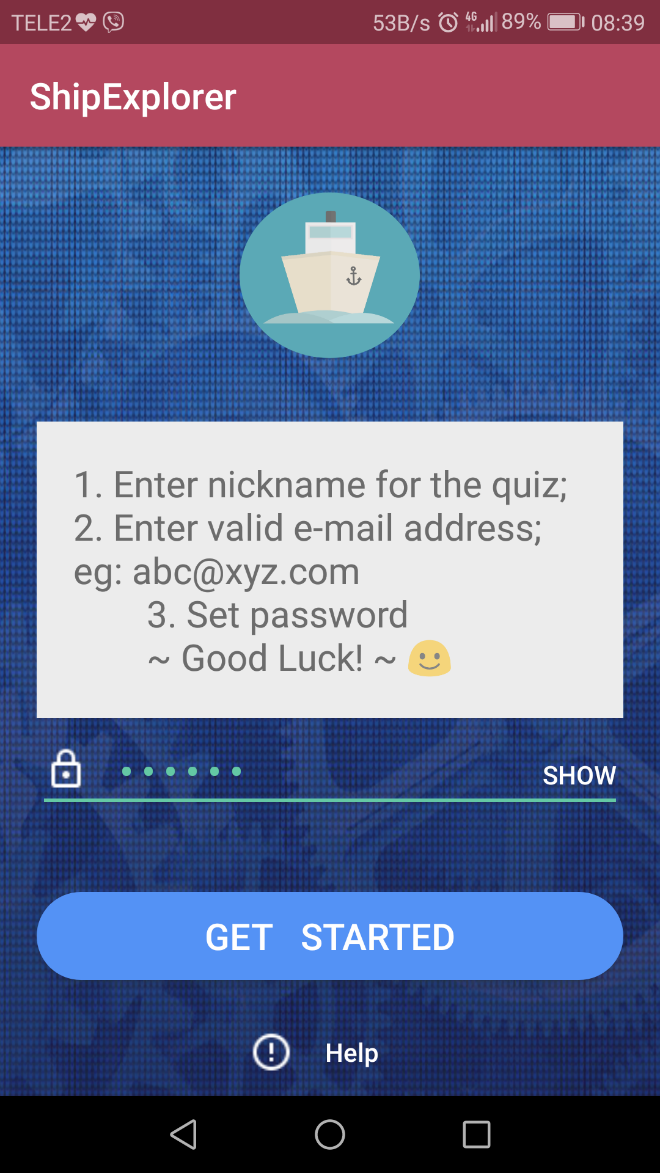 TELE2 53B/s 4G 89% 08:39
ShipExplorer
1. Enter nickname for the quiz;
2. Enter valid e-mail address;
eg: abc@xyz.com
3. Set password
~ Good Luck! ~ 🙂
SHOW
GET STARTED
Help